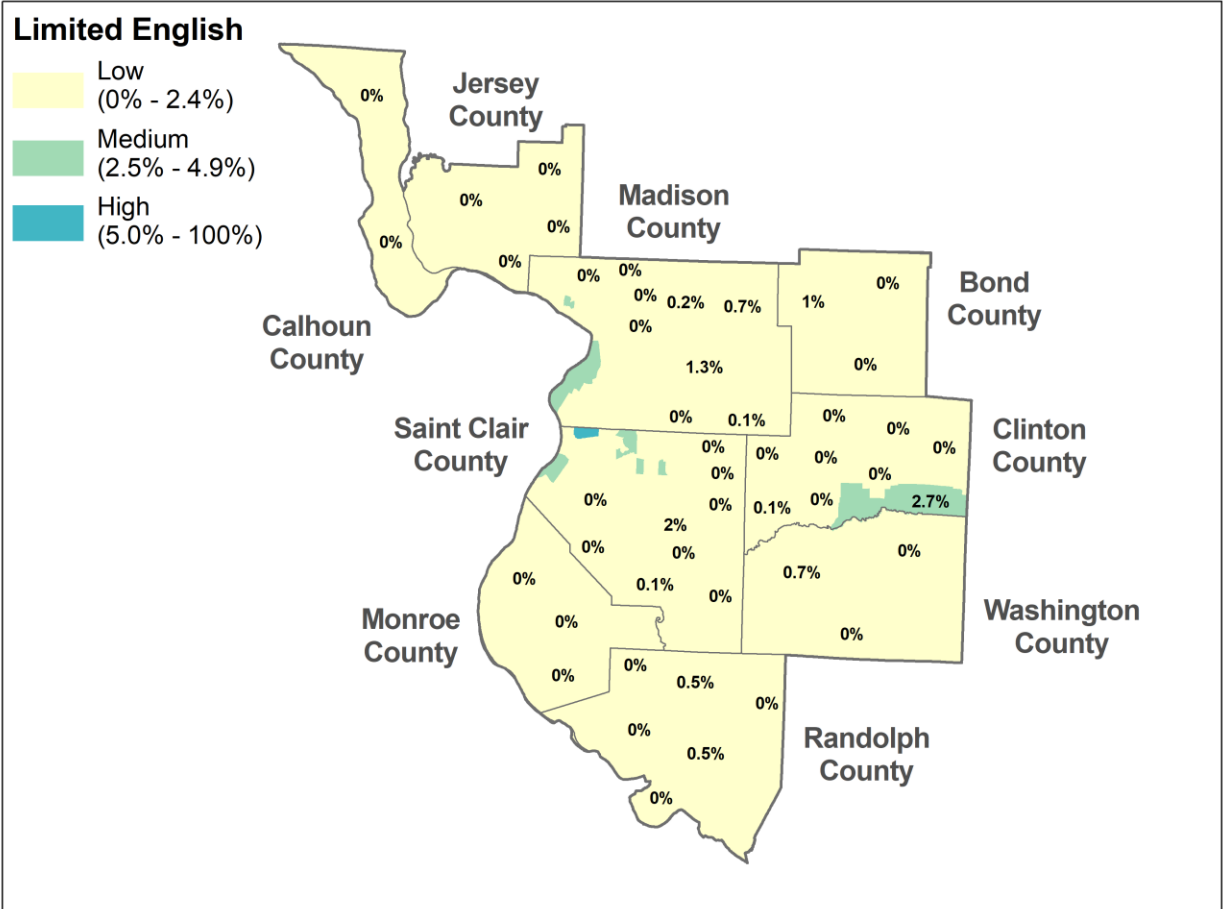 Limited English
Low
(0% - 2.4%)
Medium
(2.5% - 4.9%)
High
(5.0% - 100%)
Jersey
County
0%
0%
0%
0%
0%
0%
Calhoun
County
Madison
County
0%
0%
0%
0.2%
0.7%
0%
1.3%
0%
0.1%
Bond
County
0%
1%
0%
Saint Clair
County
0%
0%
0%
0%
2%
0%
0%
0.1%
0%
Clinton
County
0%
0%
0%
0%
0%
0%
0.1%
0%
2.7%
Monroe
County
0%
0%
0%
Washington
County
0%
0.7%
0%
Randolph
County
0%
0.5%
0%
0%
0.5%
0%